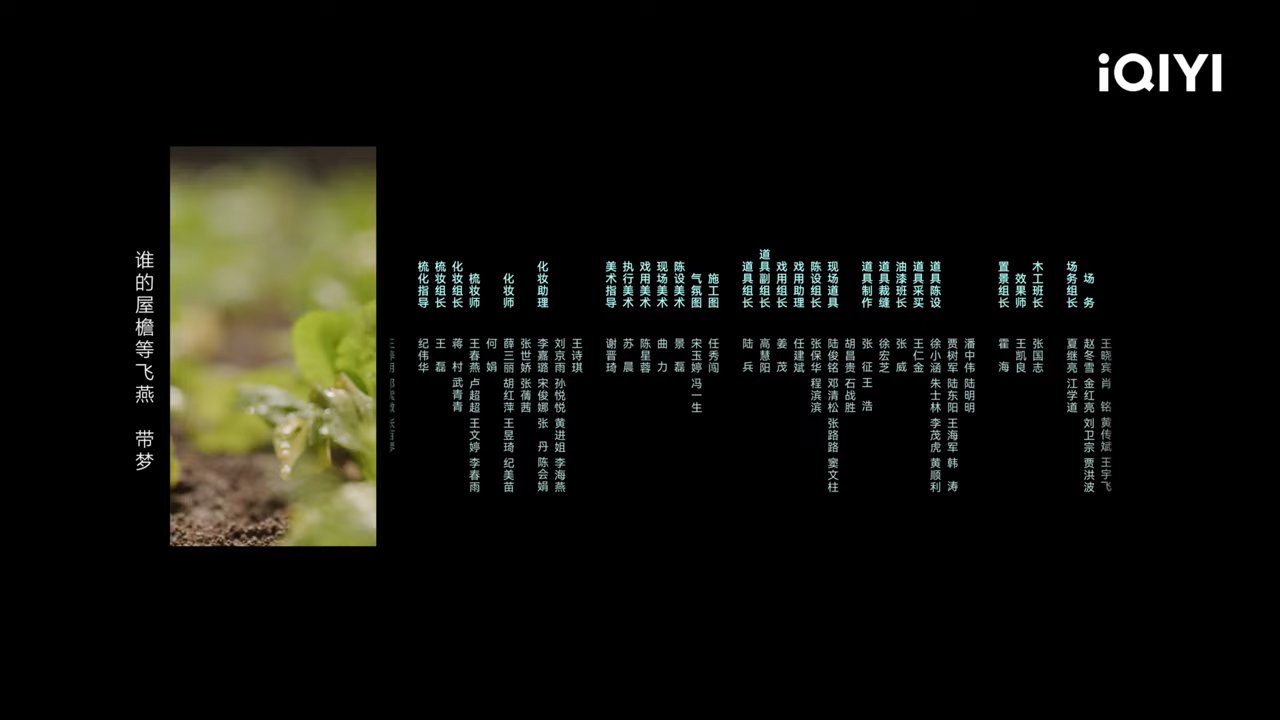 iQIYI
谁的屋檐等飞燕 带梦
梳化指导
纪伟华
梳妆组长
王 磊
化妆组长
蒋 村 武青青
梳妆师
王春燕 卢超超 王文婷 李春雨
何 娟
化妆师
薛三丽 胡红萍 王昱琦 纪美苗
张世娇 张蒨茜
化妆助理
李嘉璐 宋俊娜 张 丹 陈会娟
刘京雨 孙悦悦 黄进姐 李海燕
王诗琪
美术指导
谢晋琦
执行美术
苏 晨
戏用美术
陈星蓉
现场美术
曲 力
陈设美术
景 磊
气氛图
宋玉婷 冯一生
施工图
任秀闯
道具组长
陆 兵
道具副组长
高慧阳
戏用组长
姜 茂
戏用助理
任建斌
陈设组长
张保华 程滨滨
现场道具
陆俊铭 邓清松 张路路 窦文柱
胡昌贵 石战胜
道具制作
张 征 王 浩
道具裁缝
徐宏芝
油漆班长
张 威
道具采买
王仁金
道具陈设
徐小涵 朱士林 李茂虎 黄顺利
贾树军 陆东阳 王海军 韩 涛
潘中伟 陆明明
置景组长
霍 海
效果师
王凯良
木工班长
张国志
场务组长
夏继亮 江学道
场 务
赵冬雪 金红亮 刘卫宗 贾洪波
王晓宾 肖 铭 黄传斌 王宇飞